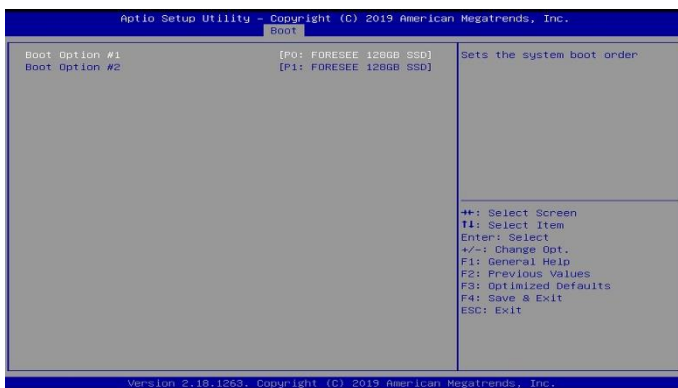 Aptio Setup Utility – Copyright (C) 2019 American Megatrends, Inc.
Boot
Boot Option #1 [P0: FORESEE 128GB SSD]
Boot Option #2 [P1: FORESEE 128GB SSD]
Sets the system boot order
→←: Select Screen
↑↓: Select Item
Enter: Select
+/-: Change Opt.
F1: General Help
F2: Previous Values
F3: Optimized Defaults
F4: Save & Exit
ESC: Exit
Version 2.18.1263. Copyright (C) 2019 American Megatrends, Inc.